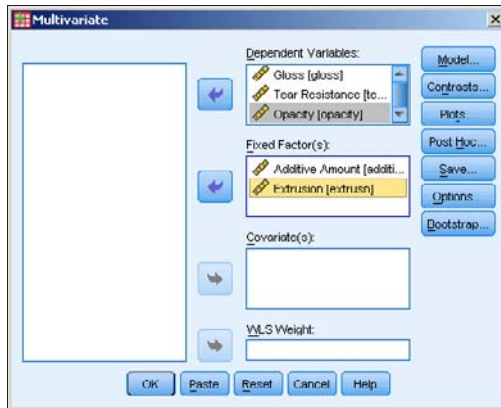 Multivariate
Dependent Variables:
Gloss [gloss]
Tear Resistance [te...
Opacity [opacity]
Fixed Factor(s):
Additive Amount [additi...
Extrusion [extrusn]
Covariate(s):
WLS Weight:
Model...
Contrasts...
Plots
Post Hoc...
Save...
Options
Bootstrap...
OK
Paste
Reset
Cancel
Help